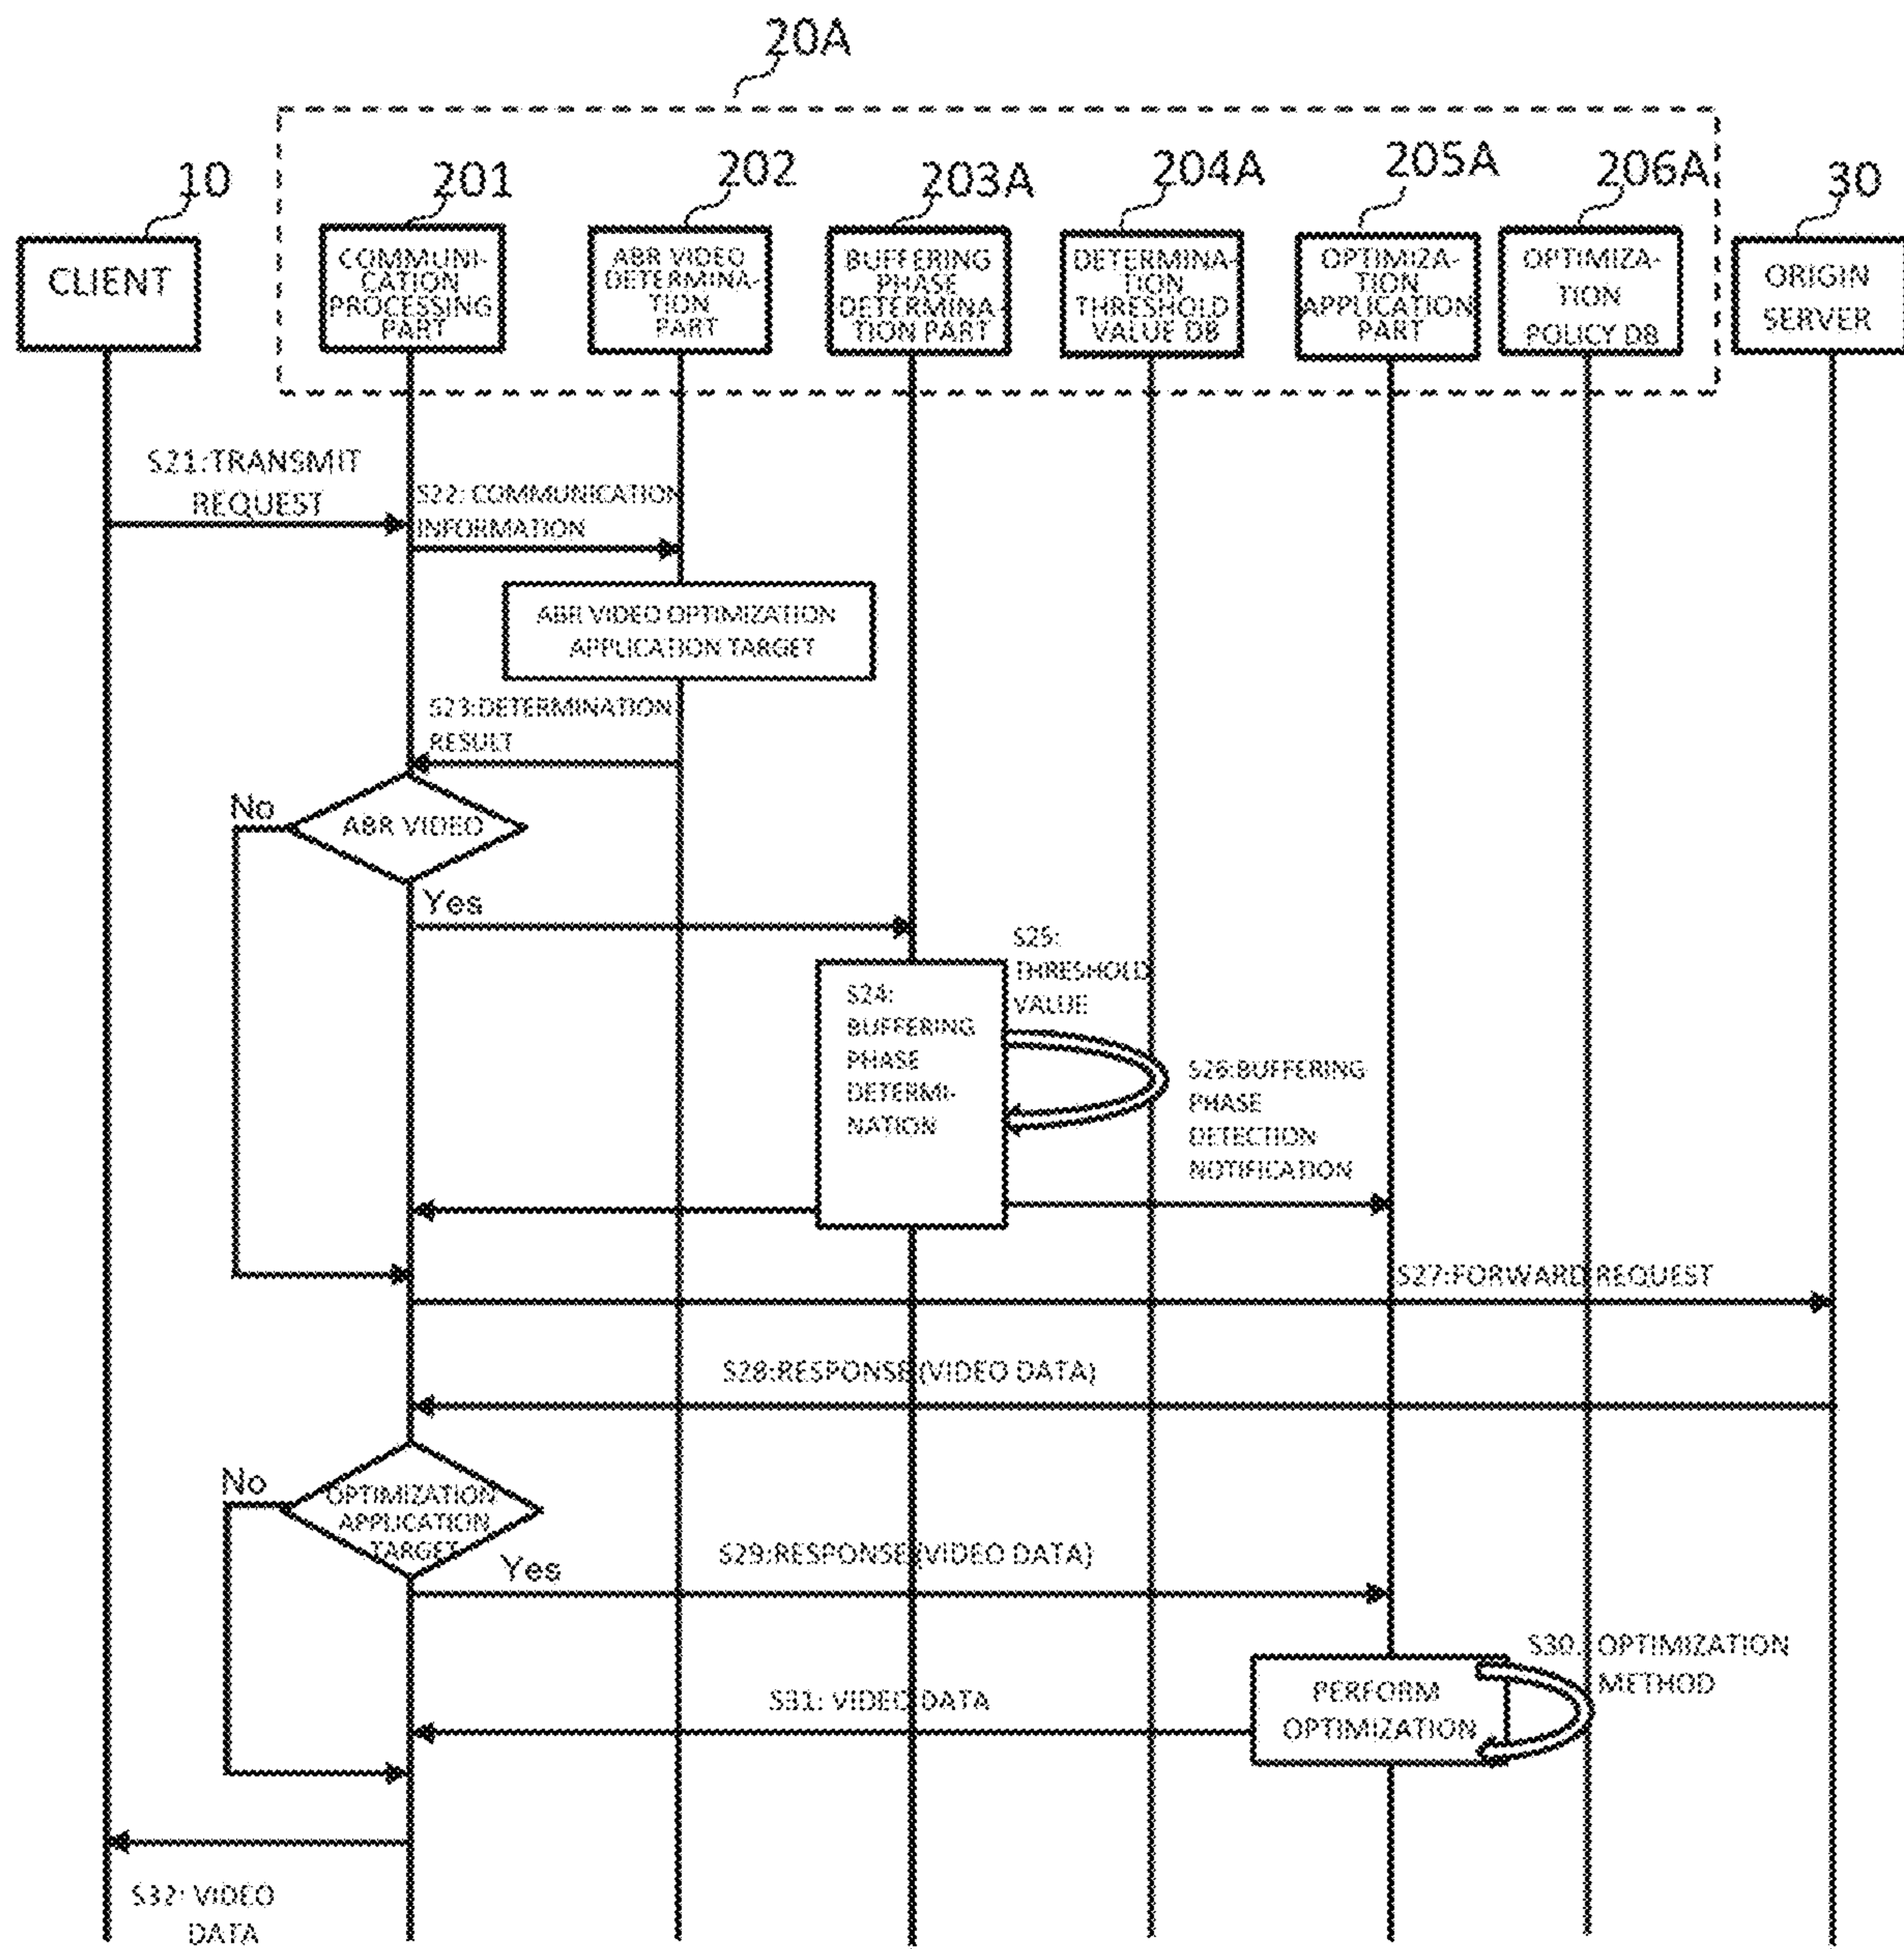 20A
10
201
202
203A
204A
205A
206A
30
CLIENT
COMMUNI-
CATION
PROCESSING
PART
ABR VIDEO
DETERMINA-
TION
PART
BUFFERING
PHASE
DETERMINA-
TION PART
DETERMINA-
TION
THRESHOLD
VALUE DB
OPTIMIZA-
TION
APPLICATION
PART
OPTIMIZA-
TION
POLICY DB
ORIGIN
SERVER
S21:TRANSMIT
REQUEST
S22: COMMUNICATION
INFORMATION
ABR VIDEO OPTIMIZATION
APPLICATION TARGET
S23:DETERMINATION
RESULT
No
ABR VIDEO
Yes
S24:
BUFFERING
PHASE
DETERMI-
NATION
S25:
THRESHOLD
VALUE
S26:BUFFERING
PHASE
DETECTION
NOTIFICATION
S27:FORWARD REQUEST
S28:RESPONSE (VIDEO DATA)
No
OPTIMIZATION
APPLICATION
TARGET
Yes
S29:RESPONSE (VIDEO DATA)
S30: OPTIMIZATION
METHOD
PERFORM
OPTIMIZATION
S31: VIDEO DATA
S32: VIDEO
DATA